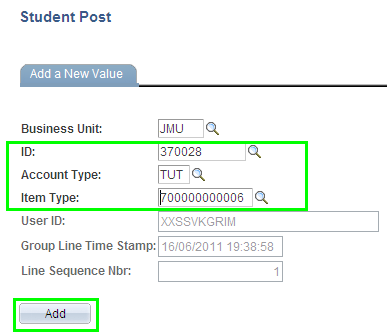 Student Post
Add a New Value
Business Unit: JMU
ID: 370028
Account Type: TUT
Item Type: 700000000006
User ID: XXSSVKGRIM
Group Line Time Stamp: 16/06/2011 19:38:58
Line Sequence Nbr: 1
Add